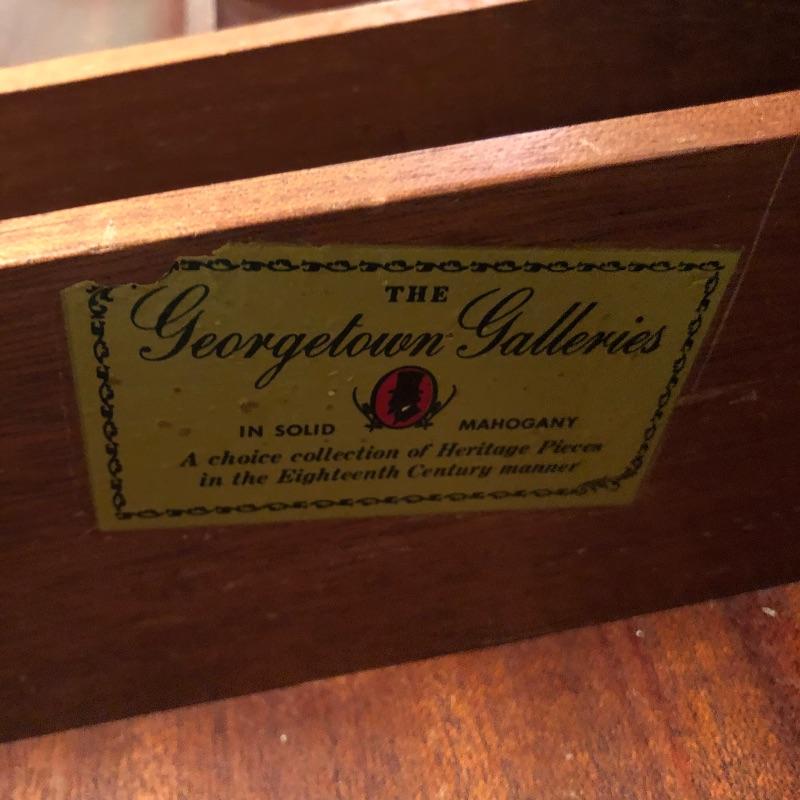 THE
Georgetown Galleries
IN SOLID MAHOGANY
A choice collection of Heritage Pieces
in the Eighteenth Century manner